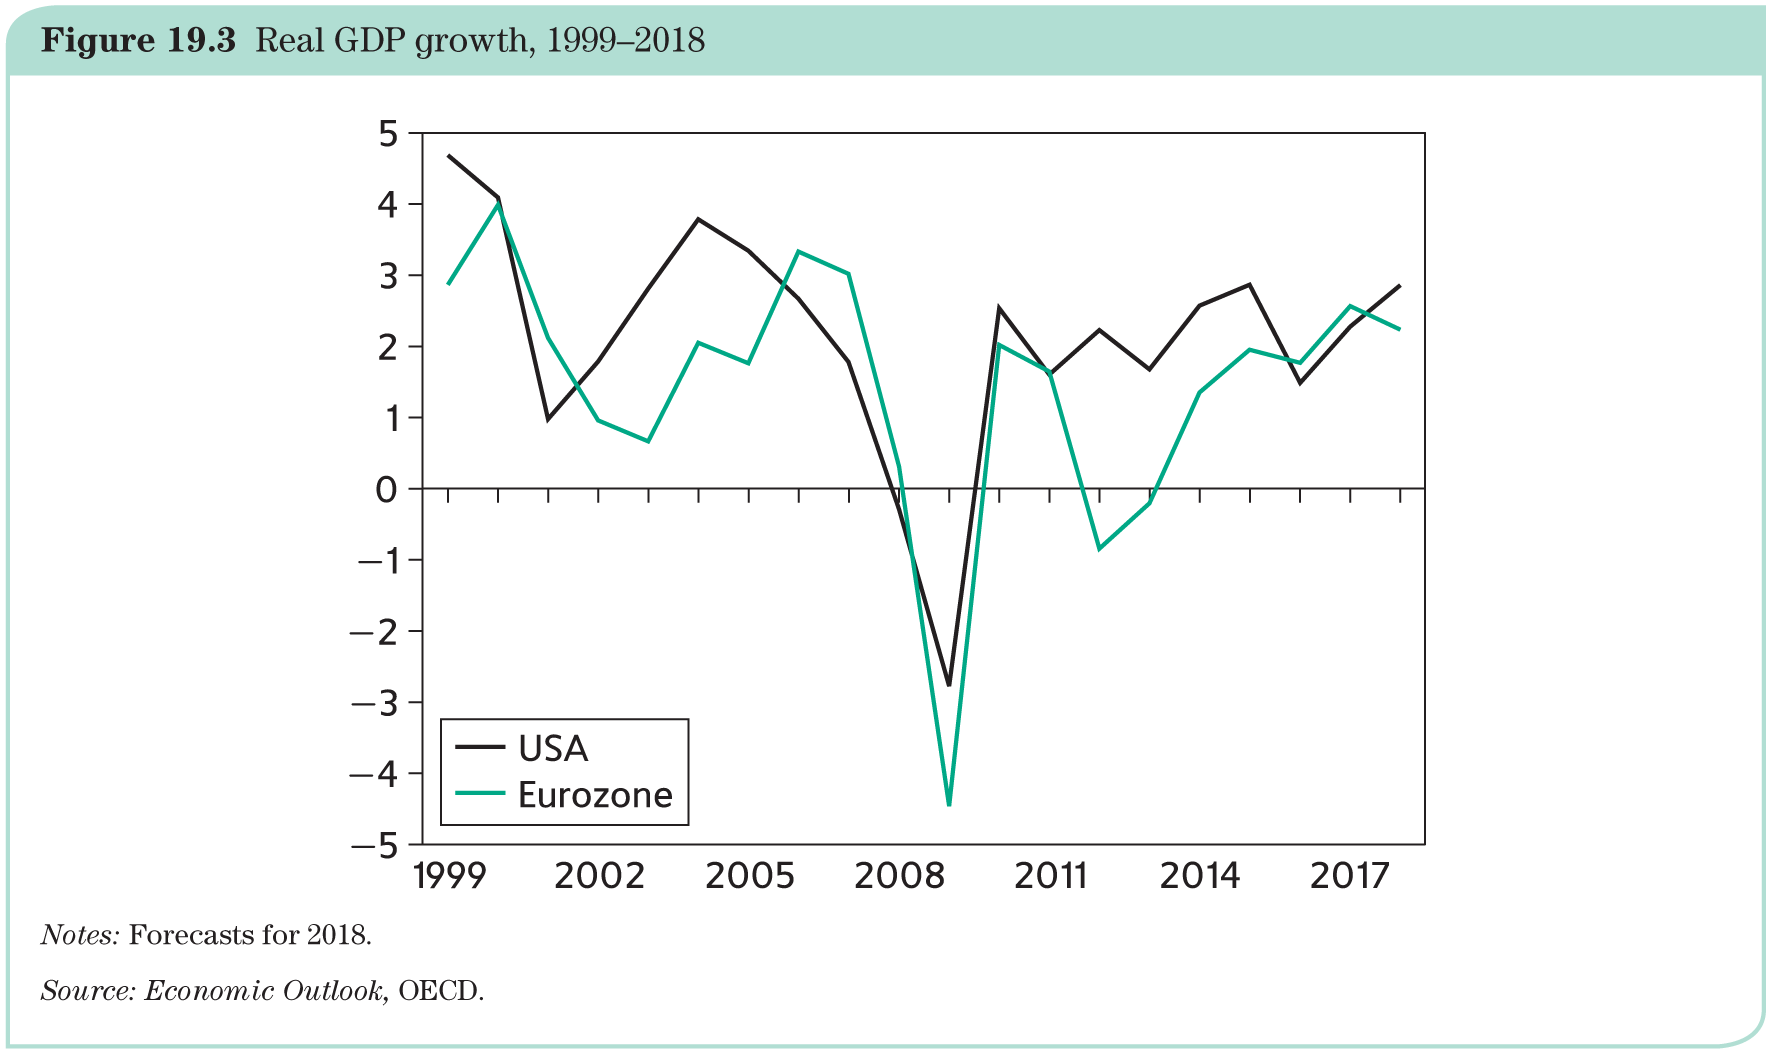 Figure 19.3 Real GDP growth, 1999–2018
5
4
3
2
1
0
−1
−2
−3
−4
−5
USA
Eurozone
1999 2002 2005 2008 2011 2014 2017
Notes: Forecasts for 2018.
Source: Economic Outlook, OECD.